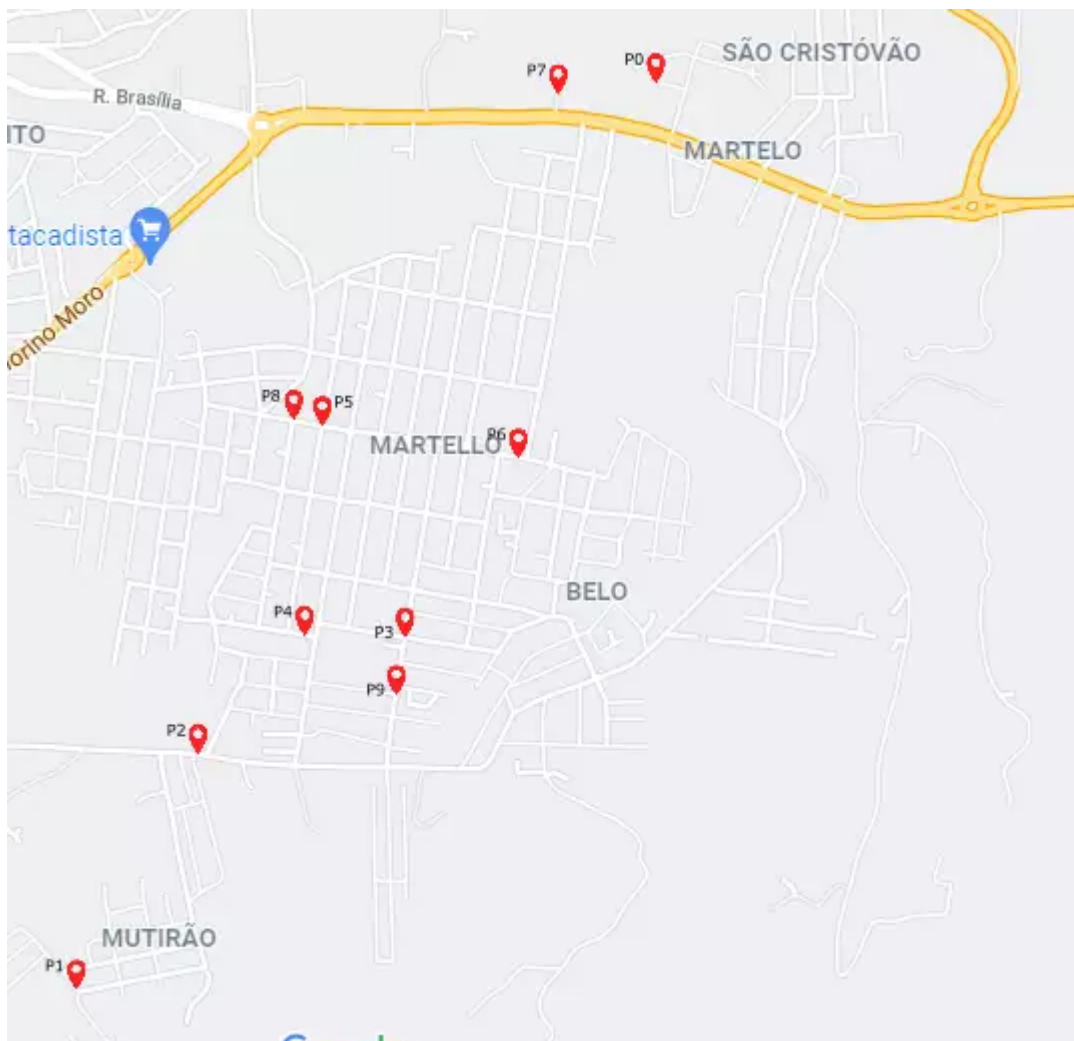 P0
SÃO CRISTÓVÃO
P7
R. Brasília
ITO
MARTELO
tacadista
orino Moro
P8
P5
MARTELLO
P6
BELO
P4
P3
P9
P2
MUTIRÃO
P1